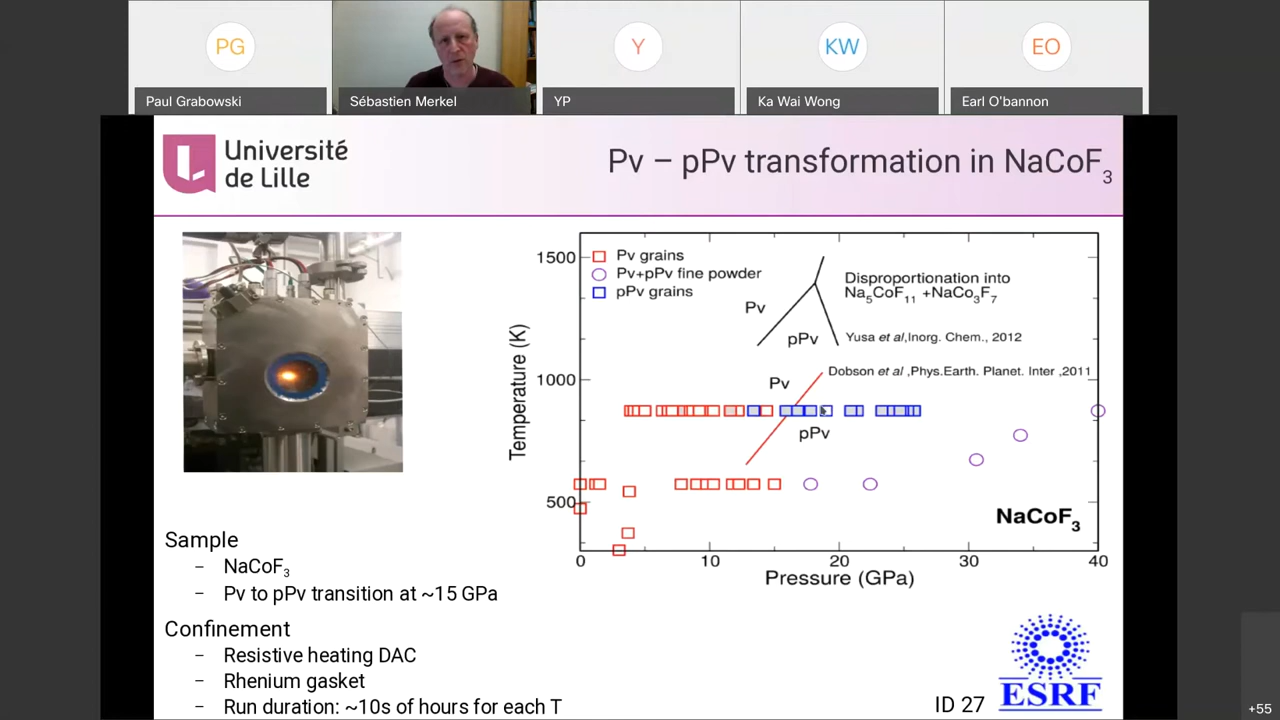 PG
Y
KW
EO
Paul Grabowski
Sébastien Merkel
YP
Ka Wai Wong
Earl O'bannon
Université
de Lille
Pv – pPv transformation in NaCoF3
1500
1000
500
Temperature (K)
Pv grains
Pv+pPv fine powder
pPv grains
Pv
pPv
Disproportionation into
Na5CoF11 +NaCo3F7
Yusa et al,Inorg. Chem., 2012
Dobson et al ,Phys.Earth. Planet. Inter ,2011
Pv
pPv
NaCoF3
0
10
20
30
40
Pressure (GPa)
Sample
– NaCoF3
– Pv to pPv transition at ~15 GPa
Confinement
– Resistive heating DAC
– Rhenium gasket
– Run duration: ~10s of hours for each T
ESRF
ID 27
+55